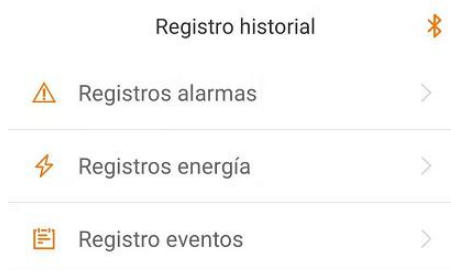 Registro historial
Registros alarmas
Registros energía
Registro eventos